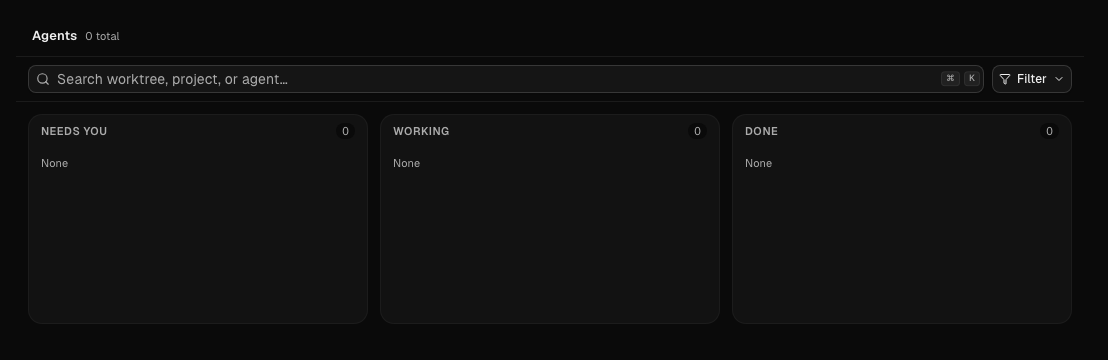 Agents 0 total
Search worktree, project, or agent... ⌘ K Filter
NEEDS YOU 0 WORKING 0 DONE 0
None None None